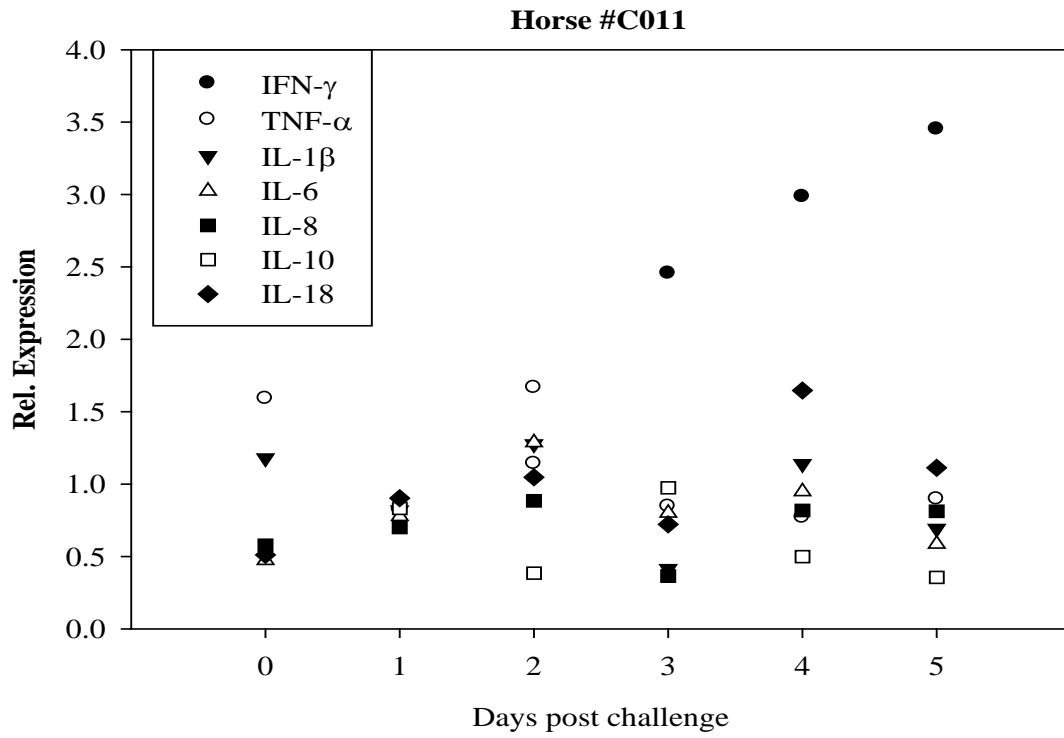 Horse #C011
Rel. Expression
4.0
3.5
3.0
2.5
2.0
1.5
1.0
0.5
0.0
IFN-γ
TNF-α
IL-1β
IL-6
IL-8
IL-10
IL-18
0 1 2 3 4 5
Days post challenge